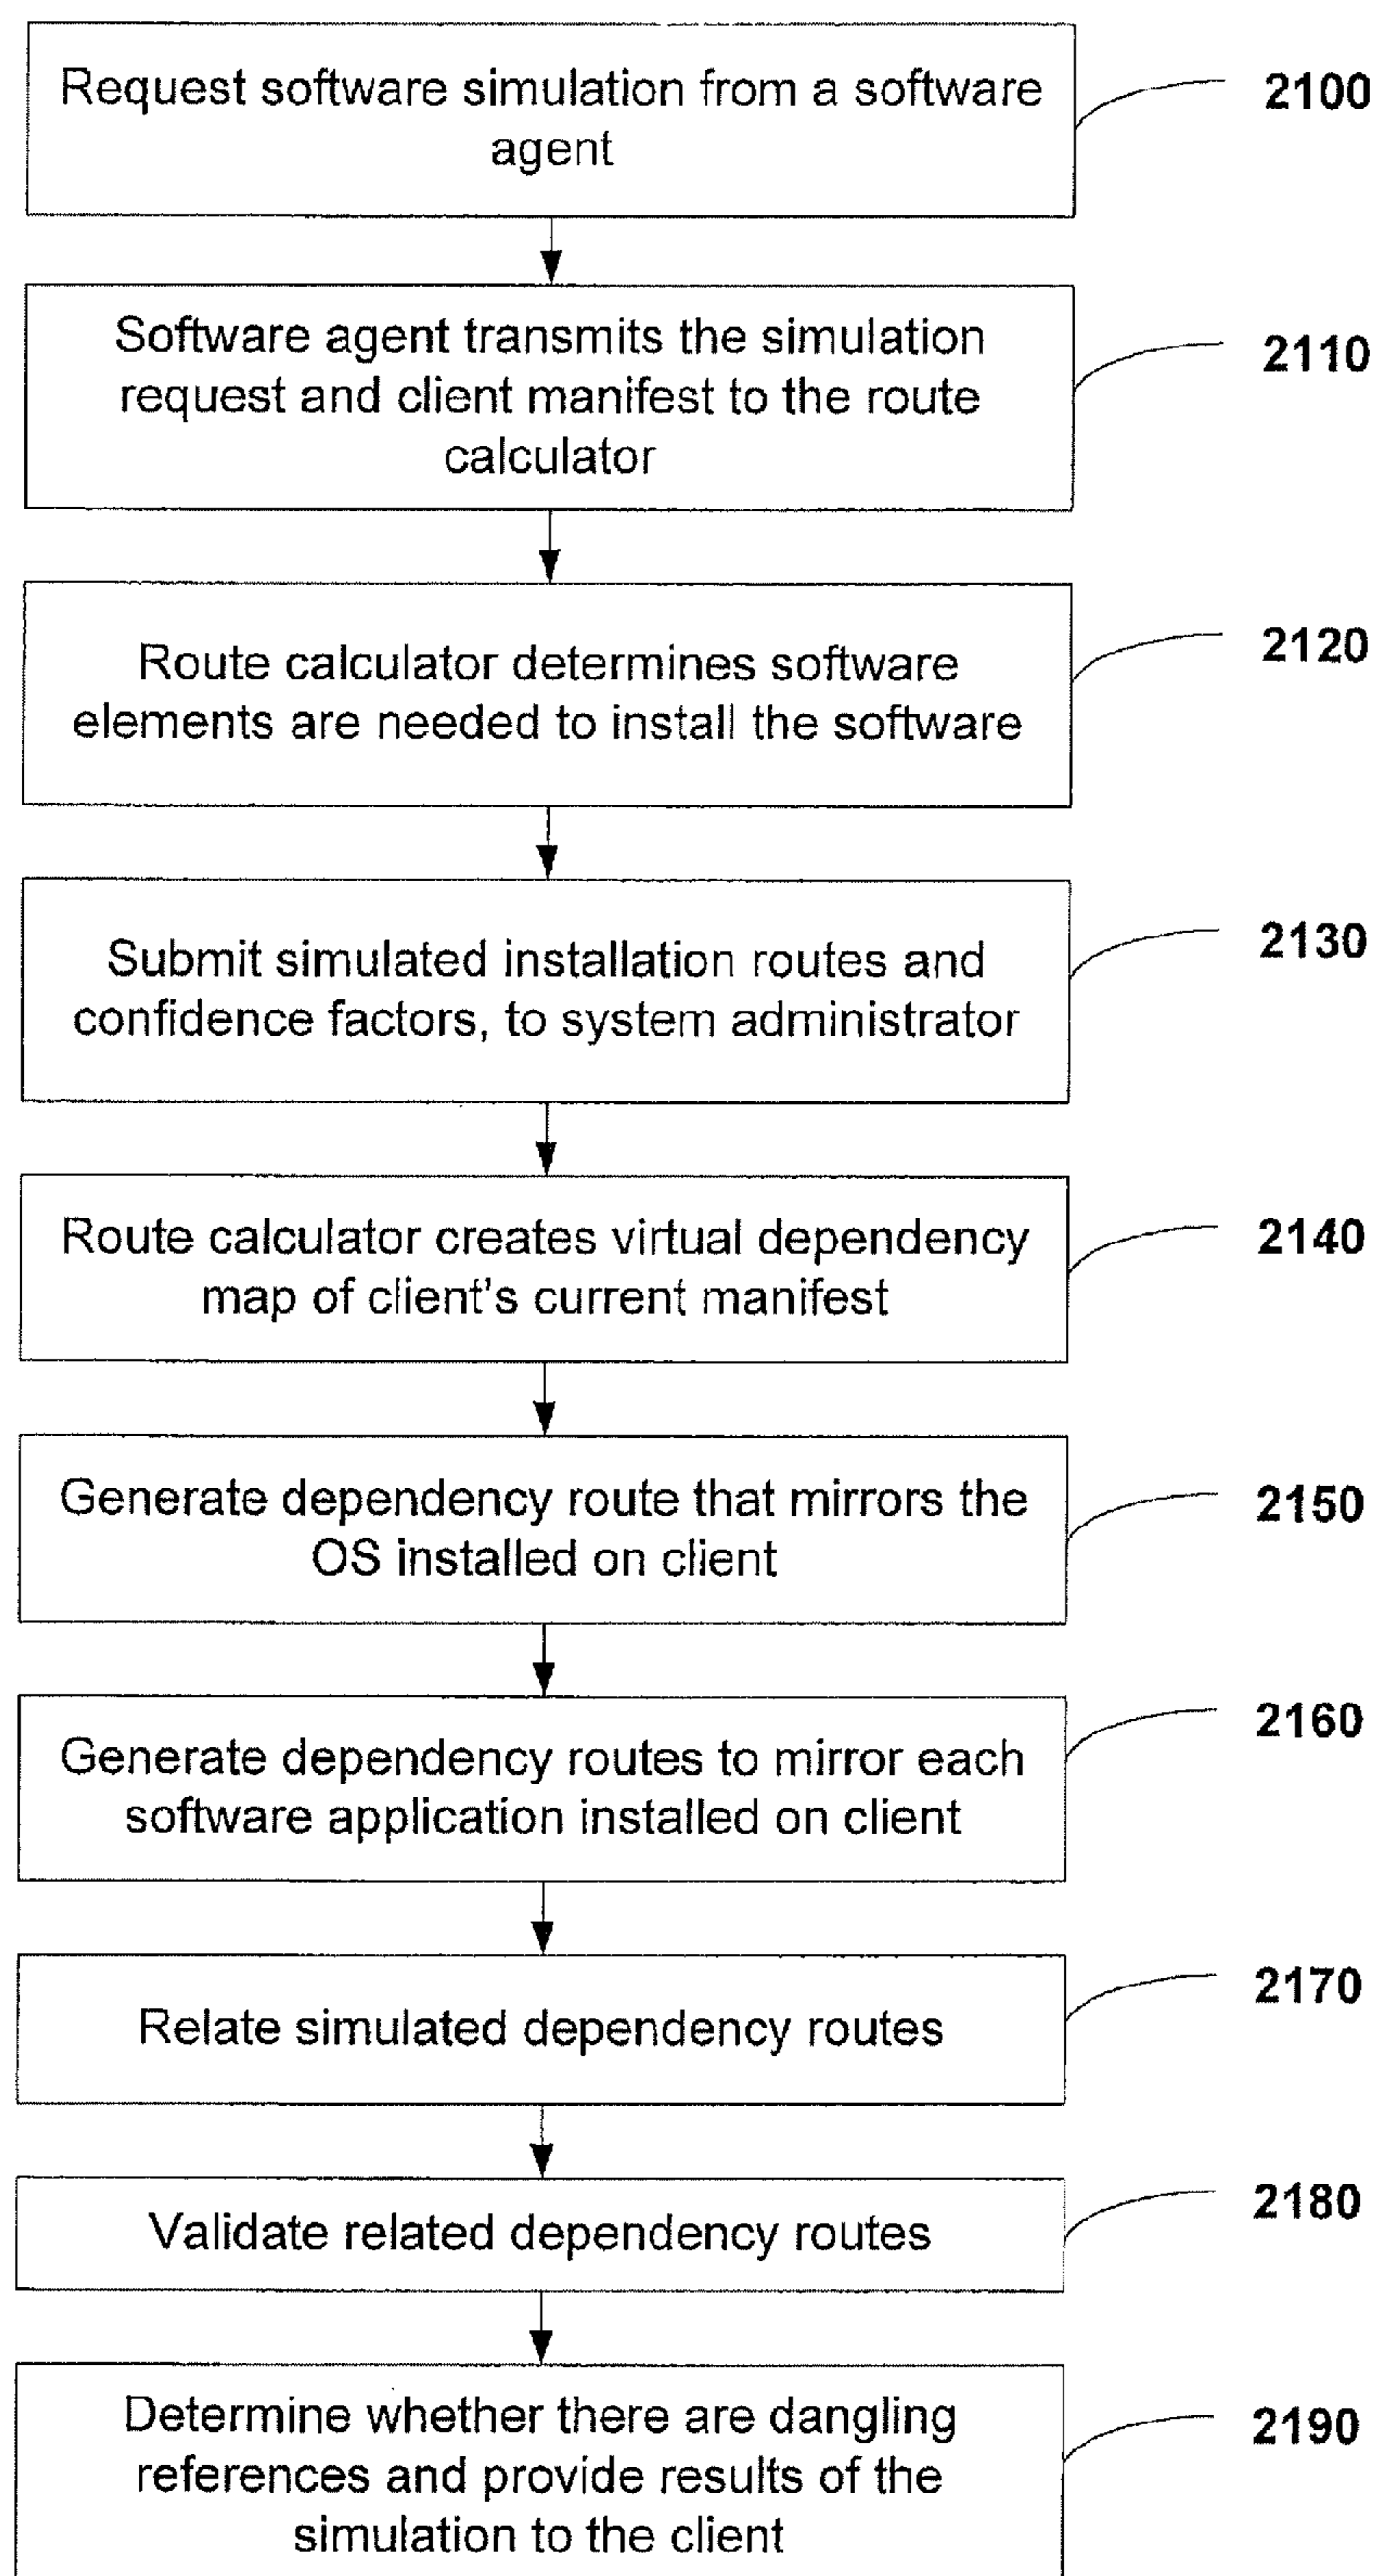 Request software simulation from a software
agent
2100
Software agent transmits the simulation
request and client manifest to the route
calculator
2110
Route calculator determines software
elements are needed to install the software
2120
Submit simulated installation routes and
confidence factors, to system administrator
2130
Route calculator creates virtual dependency
map of client's current manifest
2140
Generate dependency route that mirrors the
OS installed on client
2150
Generate dependency routes to mirror each
software application installed on client
2160
Relate simulated dependency routes
2170
Validate related dependency routes
2180
Determine whether there are dangling
references and provide results of the
simulation to the client
2190